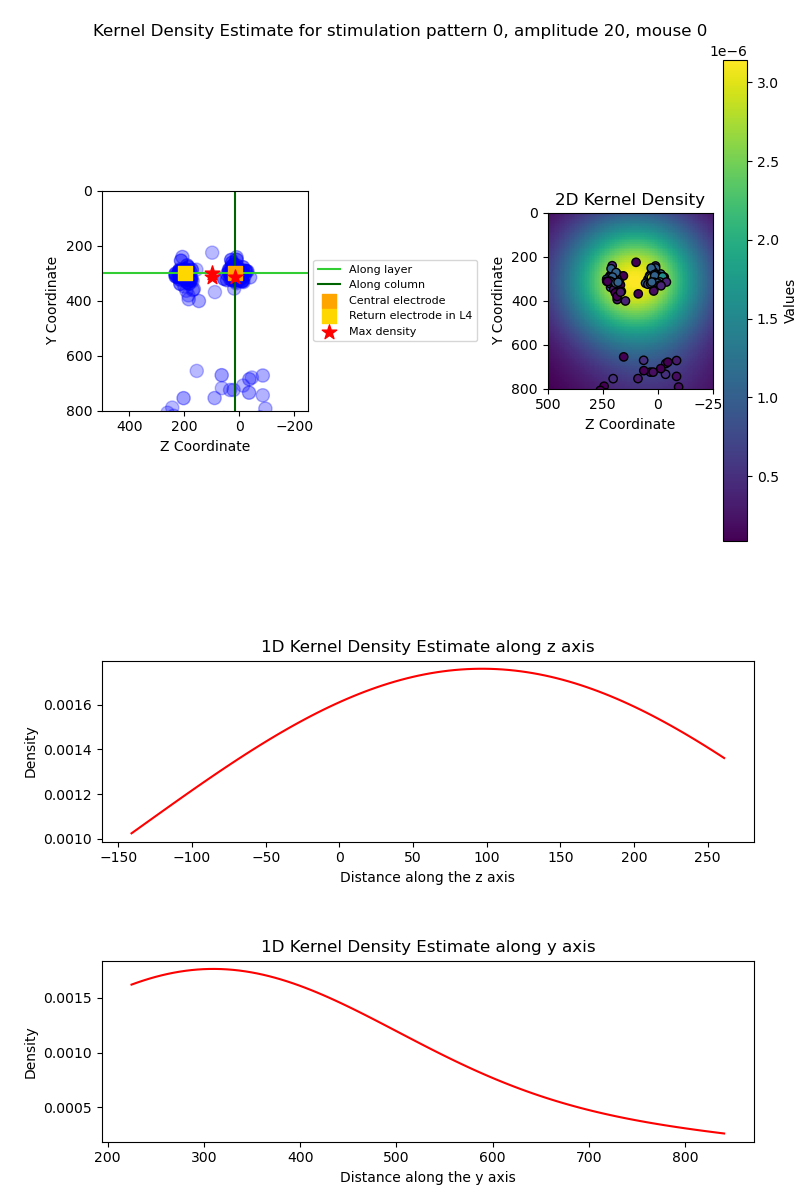 Kernel Density Estimate for stimulation pattern 0, amplitude 20, mouse 0
0
200
400
600
800
Y Coordinate
400
200
0
−200
Z Coordinate
Along layer
Along column
Central electrode
Return electrode in L4
Max density
2D Kernel Density
0
200
400
600
800
Y Coordinate
500
250
0
−25
Z Coordinate
1e−6
3.0
2.5
2.0
1.5
1.0
0.5
Values
1D Kernel Density Estimate along z axis
0.0016
0.0014
0.0012
0.0010
Density
−150
−100
−50
0
50
100
150
200
250
Distance along the z axis
1D Kernel Density Estimate along y axis
0.0015
0.0010
0.0005
Density
200
300
400
500
600
700
800
Distance along the y axis